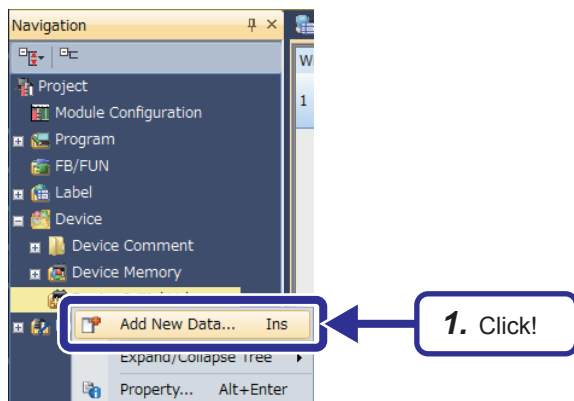 Navigation
W
Project
1
Module Configuration
Program
FB/FUN
Label
Device
Device Comment
Device Memory
Add New Data... Ins
1. Click!
Expand/Collapse Tree
Property... Alt+Enter